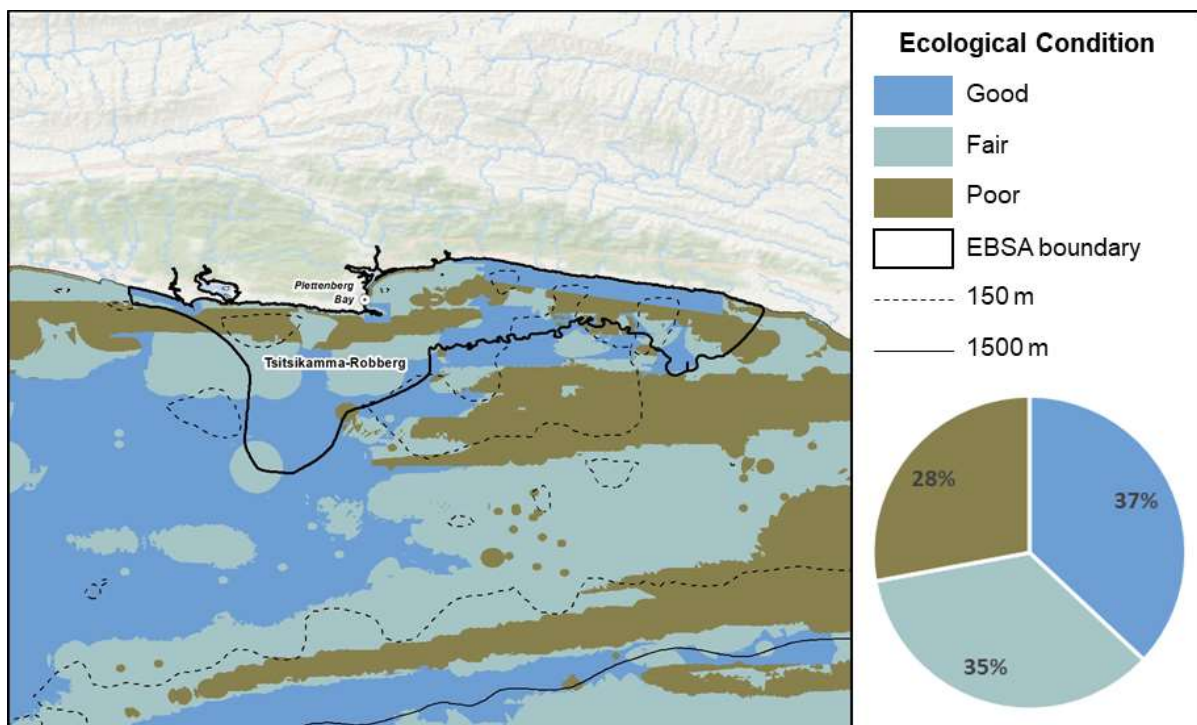 Plettenberg
Bay
Tsitsikamma-Robberg
Ecological Condition
Good
Fair
Poor
EBSA boundary
150 m
1500 m
28%
37%
35%